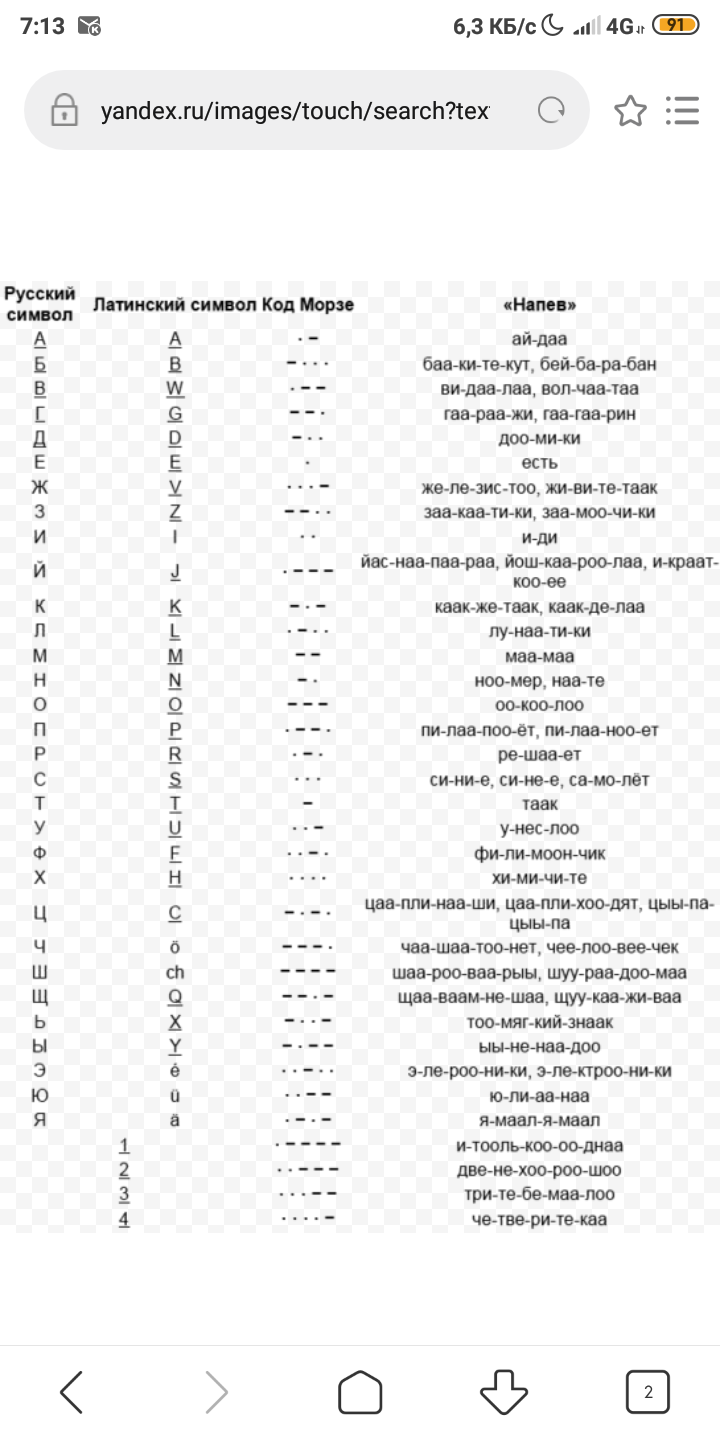 7:13 6,3 КБ/с 4G 91
yandex.ru/images/touch/search?tex
Русский символ Латинский символ Код Морзе «Напев»
А A · – ай-даа
Б B – · · · баа-ки-те-кут, бей-ба-ра-бан
В W · – – ви-даа-лаа, вол-чаа-таа
Г G – – · гаа-раа-жи, гаа-гаа-рин
Д D – · · доо-ми-ки
Е E · есть
Ж V · · · – же-ле-зис-тоо, жи-ви-те-таак
З Z – – · · заа-каа-ти-ки, заа-моо-чи-ки
И I · · и-ди
Й J · – – – йас-наа-паа-раа, йош-каа-роо-лаа, и-краат-
коо-ее
К K – · – каак-же-таак, каак-де-лаа
Л L · – · · лу-наа-ти-ки
М M – – маа-маа
Н N – · ноо-мер, наа-те
О O – – – оо-коо-лоо
П P · – – · пи-лаа-поо-ёт, пи-лаа-ноо-ет
Р R · – · ре-шаа-ет
С S · · · си-ни-е, си-не-е, са-мо-лёт
Т T – таак
У U · · – у-нес-лоо
Ф F · · – · фи-ли-моон-чик
Х H · · · · хи-ми-чи-те
Ц C – · – · цаа-пли-наа-ши, цаа-пли-хоо-дят, цыы-па-
цыы-па
Ч ö – – – · чаа-шаа-тоо-нет, чее-лоо-вее-чек
Ш ch – – – – шаа-роо-ваа-рыы, шуу-раа-доо-маа
Щ Q – – · – щаа-ваам-не-шаа, щуу-каа-жи-ваа
Ь X – · · – тоо-мяг-кий-знаак
Ы Y – · – – ыы-не-наа-доо
Э é · · – · · э-ле-роо-ни-ки, э-ле-ктроо-ни-ки
Ю ü · · – – ю-ли-аа-наа
Я ä · – · – я-маал-я-маал
1 · – – – – и-тооль-коо-оо-днаа
2 · · – – – две-не-хоо-роо-шоо
3 · · · – – три-те-бе-маа-лоо
4 · · · · – че-тве-ри-те-каа
2